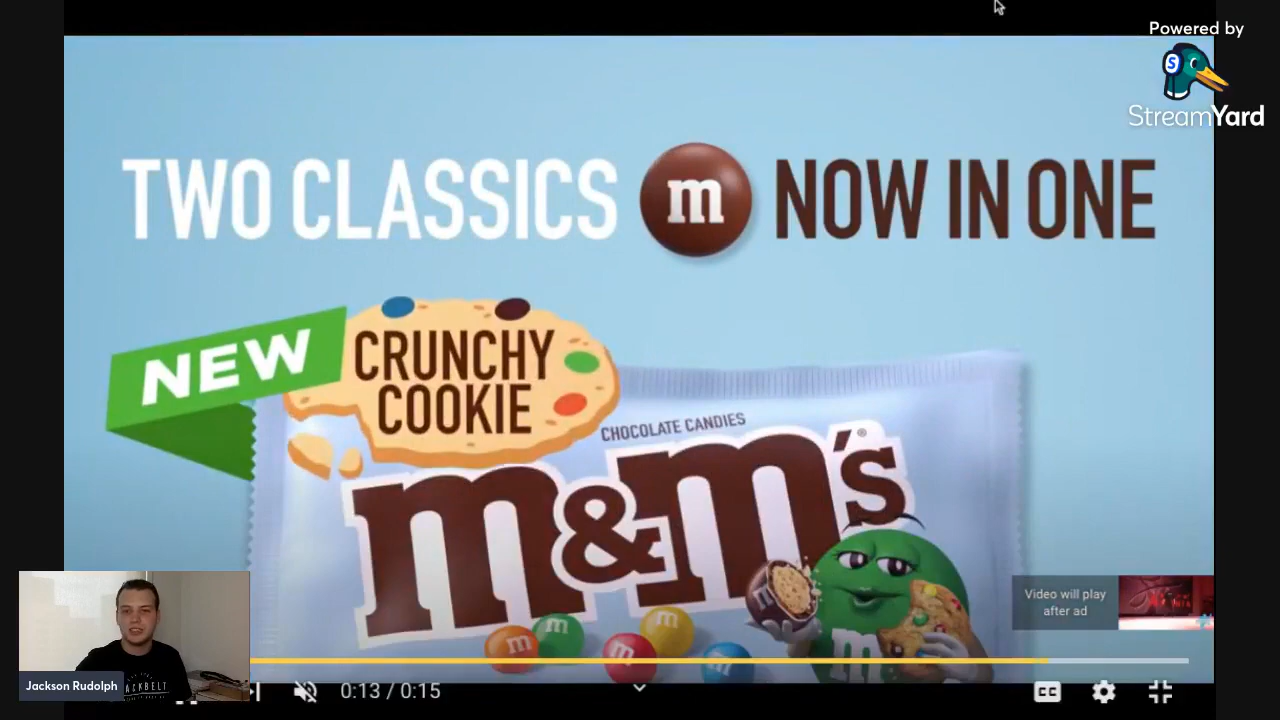 Powered by
StreamYard
TWO CLASSICS m NOW IN ONE
NEW
CRUNCHY
COOKIE
CHOCOLATE CANDIES
m&m's®
m
m
m
m
m
Video will play
after ad
Jackson Rudolph
0:13 / 0:15
CC